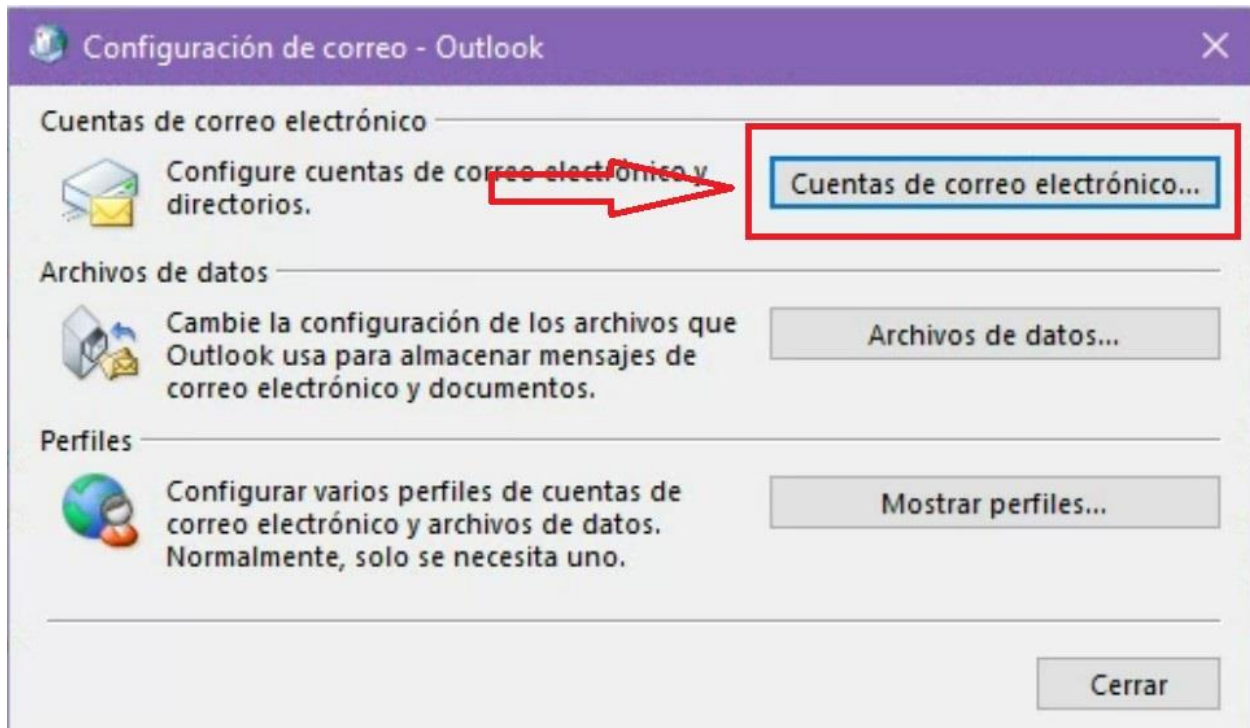 Configuración de correo - Outlook
Cuentas de correo electrónico
Configure cuentas de correo electrónico y
directorios.
Cuentas de correo electrónico...
Archivos de datos
Cambie la configuración de los archivos que
Outlook usa para almacenar mensajes de
correo electrónico y documentos.
Archivos de datos...
Perfiles
Configurar varios perfiles de cuentas de
correo electrónico y archivos de datos.
Normalmente, solo se necesita uno.
Mostrar perfiles...
Cerrar